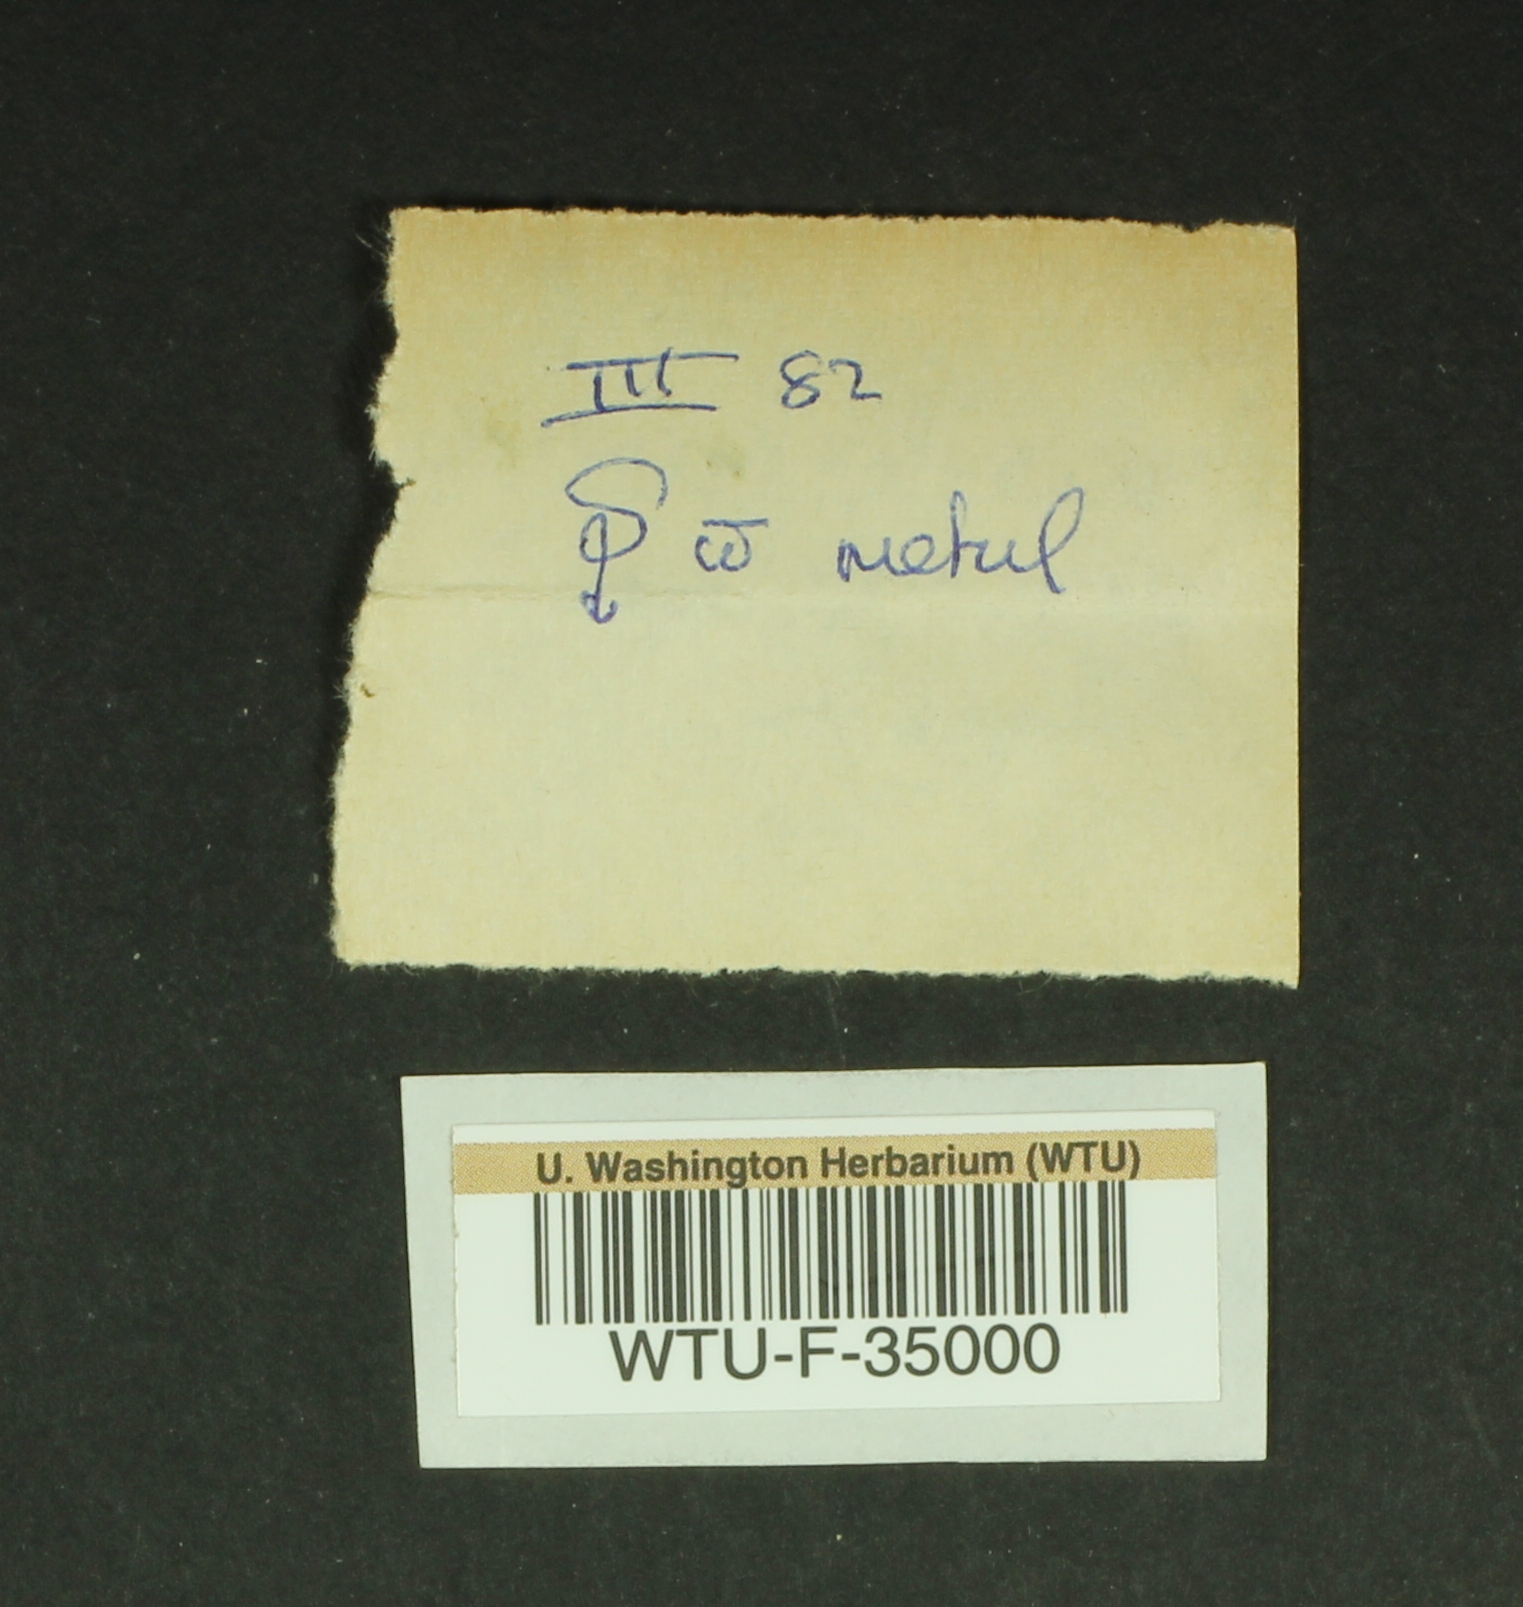 III 82
c̄ metul
U. Washington Herbarium (WTU)
WTU-F-35000